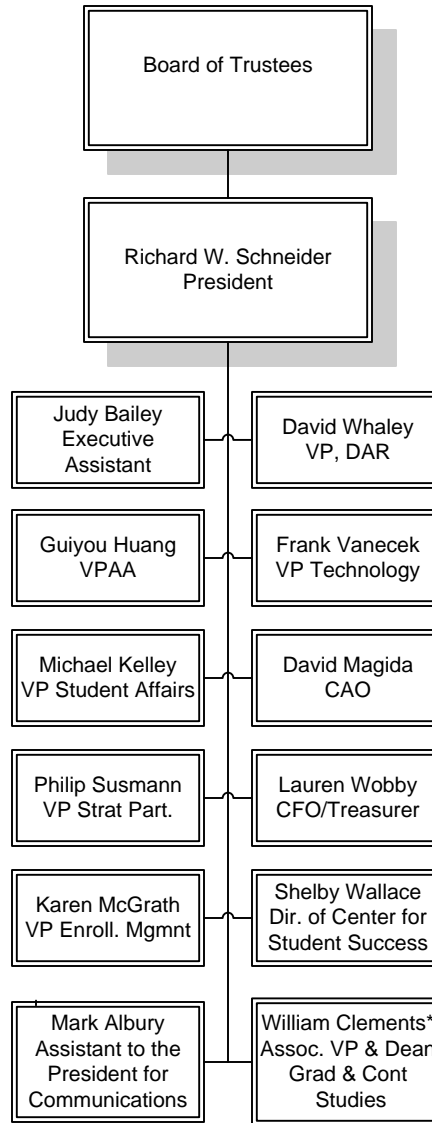 Board of Trustees
Richard W. Schneider
President
Judy Bailey
Executive
Assistant
David Whaley
VP, DAR
Guiyou Huang
VPAA
Frank Vanecek
VP Technology
Michael Kelley
VP Student Affairs
David Magida
CAO
Philip Susmann
VP Strat Part.
Lauren Wobby
CFO/Treasurer
Karen McGrath
VP Enroll. Mgmnt
Shelby Wallace
Dir. of Center for
Student Success
Mark Albury
Assistant to the
President for
Communications
William Clements*
Assoc. VP & Dean
Grad & Cont
Studies